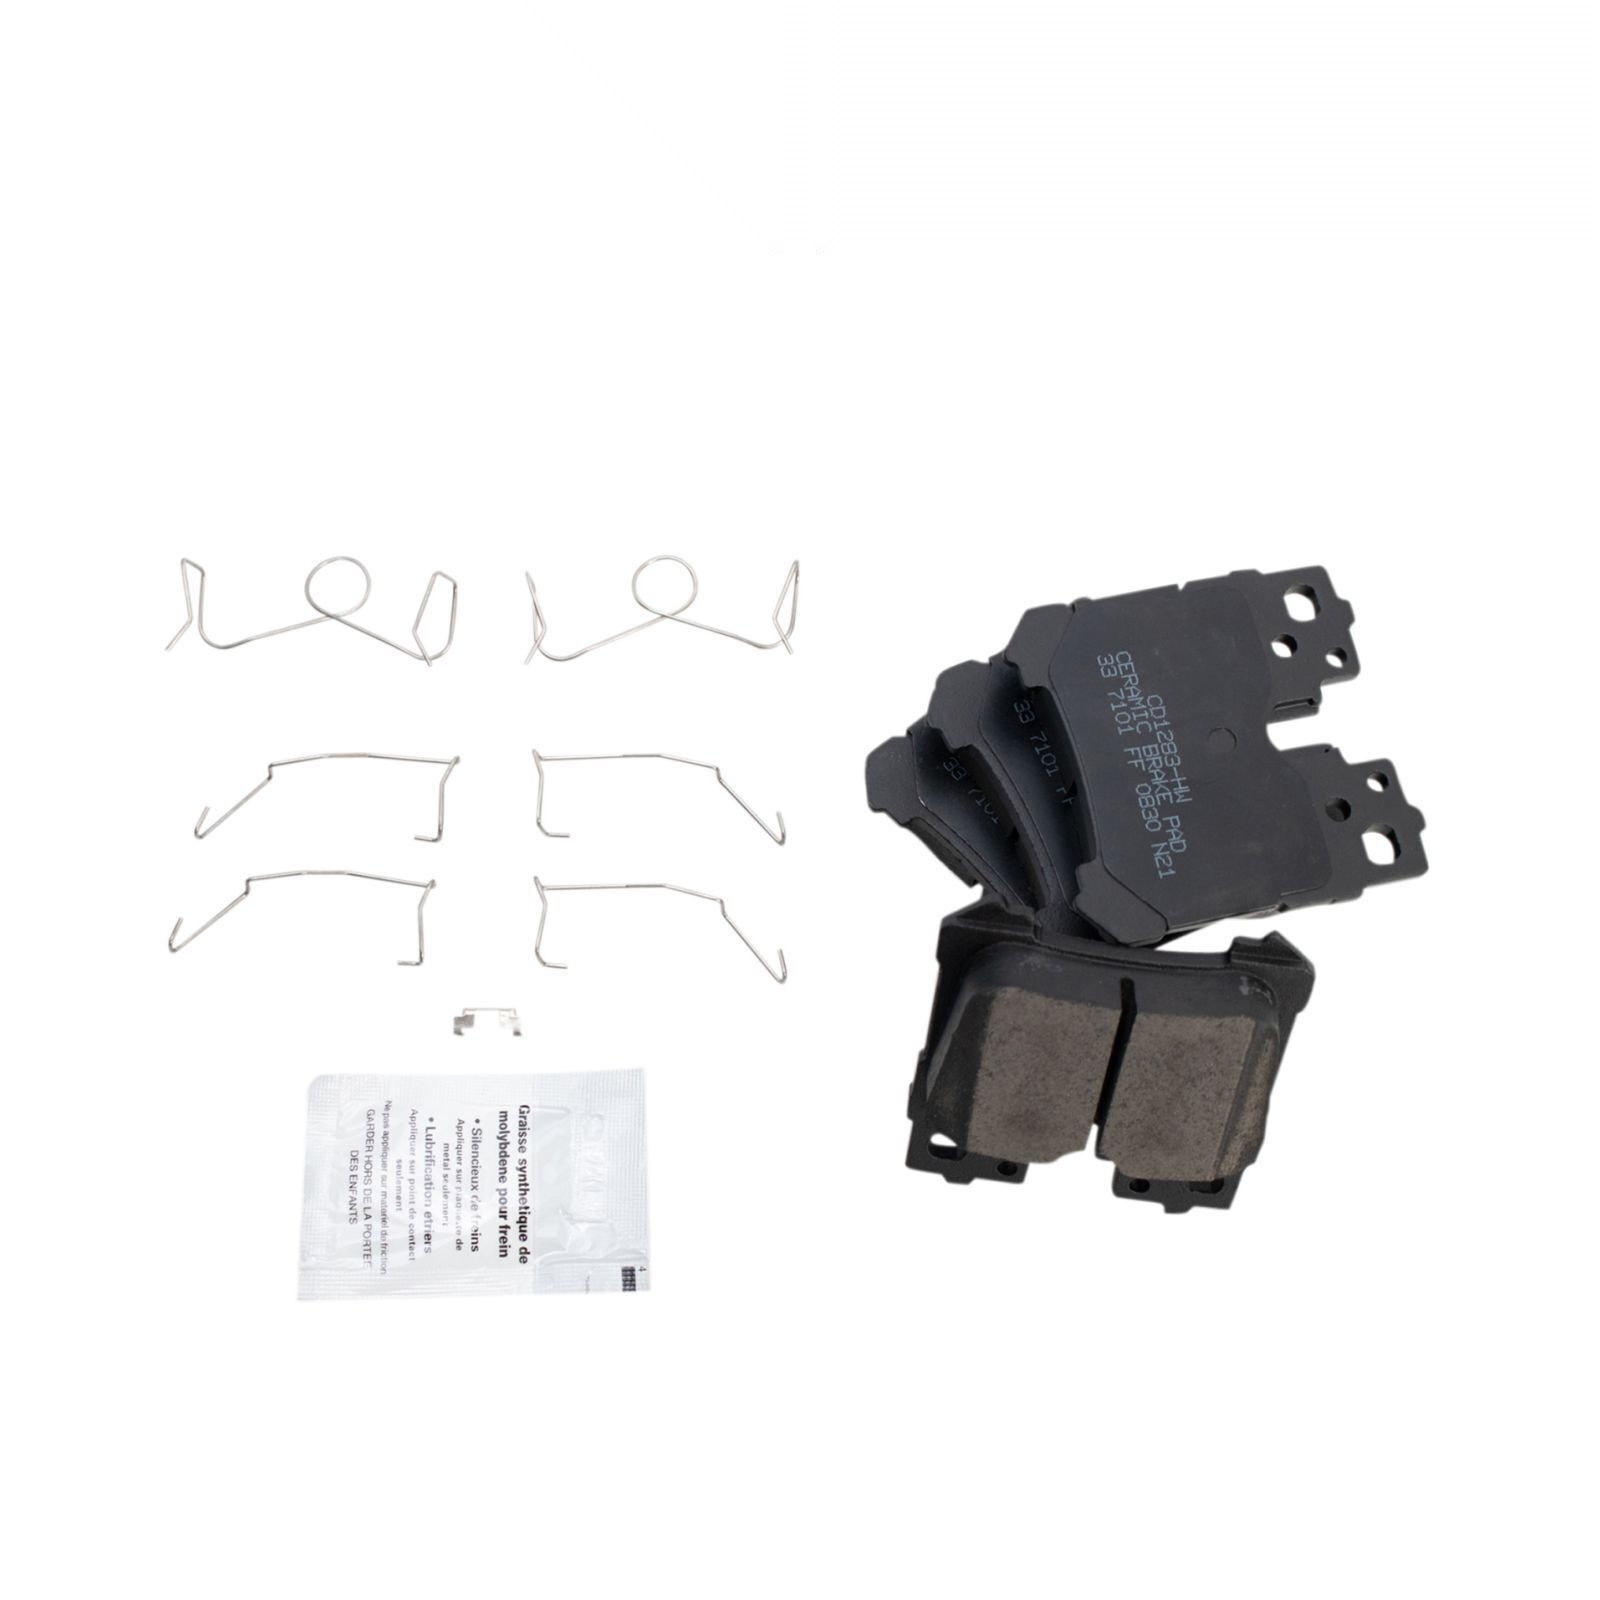 CD1283-HW
CERAMIC BRAKE PAD
33 7101 FF 0830 N21
33 7101 FF
33 7101
Graisse synthetique de
molybdene pour frein
• Silencieux de freins
Appliquer sur plaquette de
metal seulement
• Lubrification etriers
Appliquer sur point de contact
seulement
Ne pas appliquer sur materiel de friction
GARDER HORS DE LA PORTEE
DES ENFANTS
4